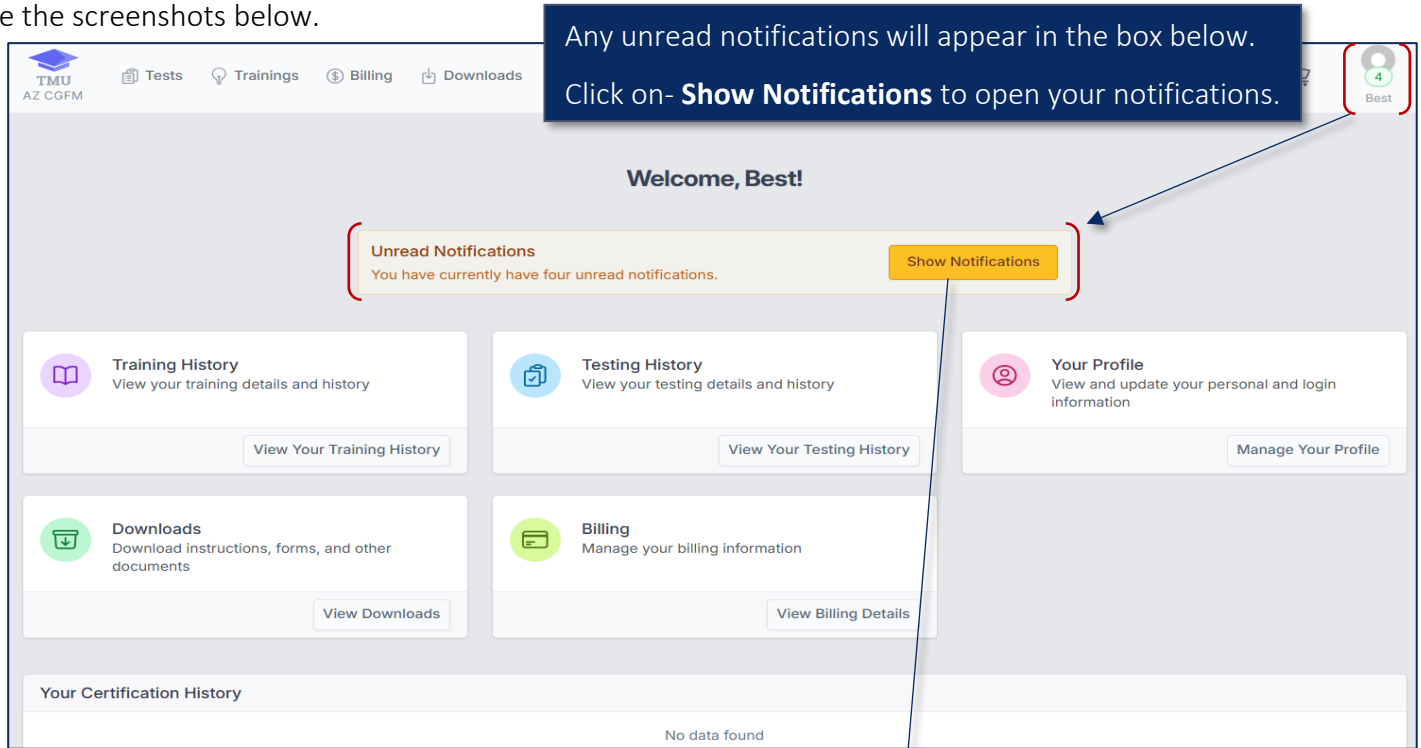 e the screenshots below.
Any unread notifications will appear in the box below.
Click on- Show Notifications to open your notifications.
TMU
AZ CGFM
Tests
Trainings
Billing
Downloads
4
Best
Welcome, Best!
Unread Notifications
You have currently have four unread notifications.
Show Notifications
Training History
View your training details and history
View Your Training History
Testing History
View your testing details and history
View Your Testing History
Your Profile
View and update your personal and login
information
Manage Your Profile
Downloads
Download instructions, forms, and other
documents
View Downloads
Billing
Manage your billing information
View Billing Details
Your Certification History
No data found